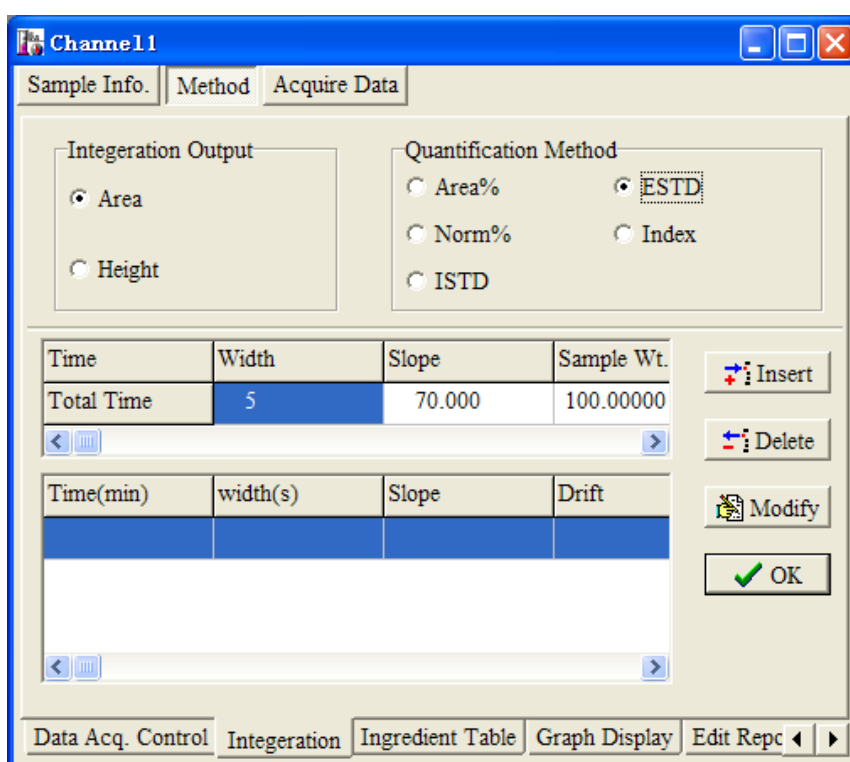 Channel1
Sample Info. Method Acquire Data
Integeration Output
Area
Height
Quantification Method
Area% ESTD
Norm% Index
ISTD
Time Width Slope Sample Wt.
Total Time 5 70.000 100.00000
Insert
Delete
Time(min) width(s) Slope Drift
Modify
OK
Data Acq. Control Integeration Ingredient Table Graph Display Edit Repo